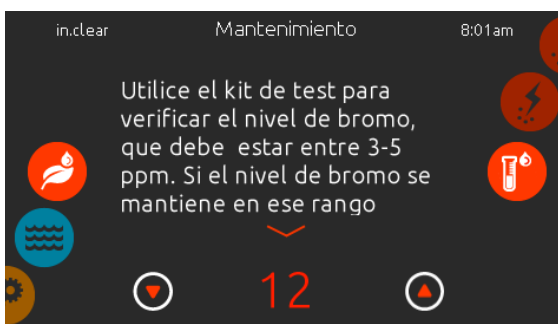 in.clear Mantenimiento 8:01am
Utilice el kit de test para
verificar el nivel de bromo,
que debe  estar entre 3-5
ppm. Si el nivel de bromo se
mantiene en ese rango
12